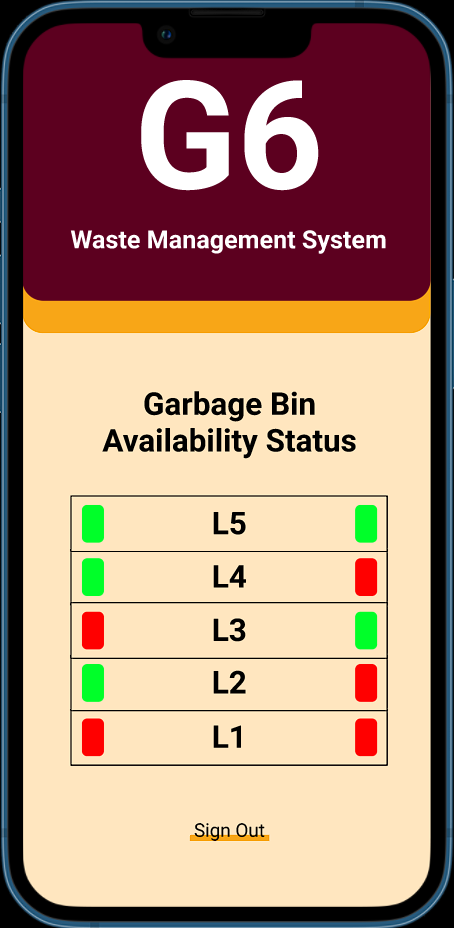 G6
Waste Management System
Garbage Bin
Availability Status
L5
L4
L3
L2
L1
Sign Out